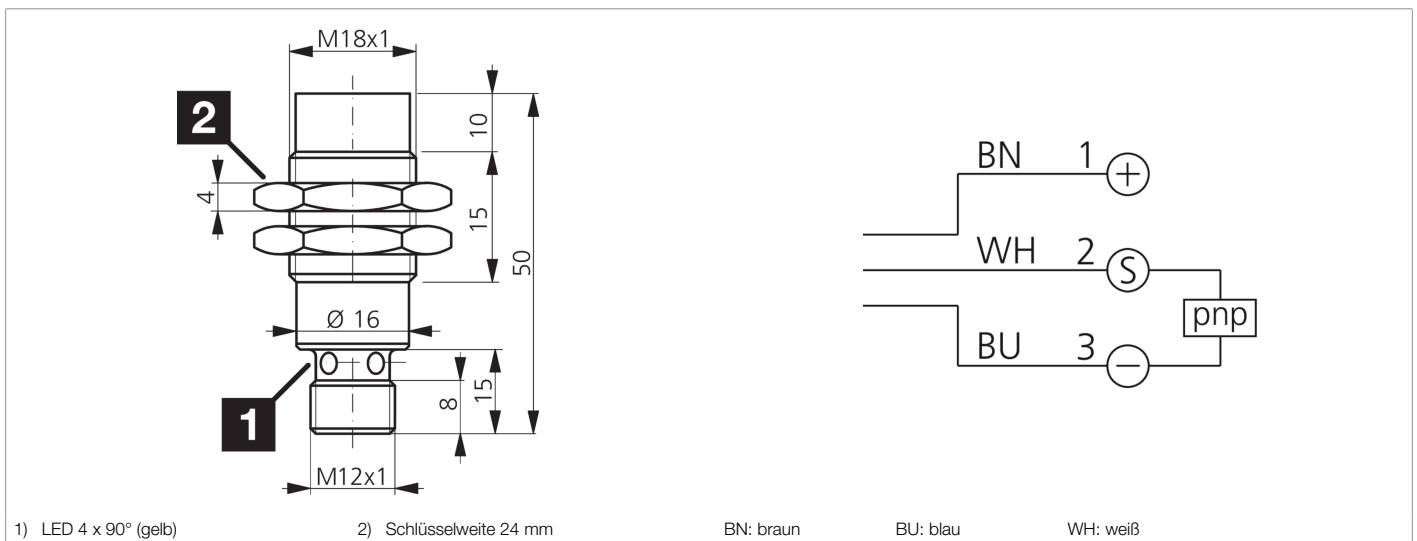 M18x1
2
10
4
15
50
Ø 16
15
8
1
M12x1
BN 1
+
WH 2
S
pnp
BU 3
−
1) LED 4 x 90° (gelb) 2) Schlüsselweite 24 mm BN: braun BU: blau WH: weiß